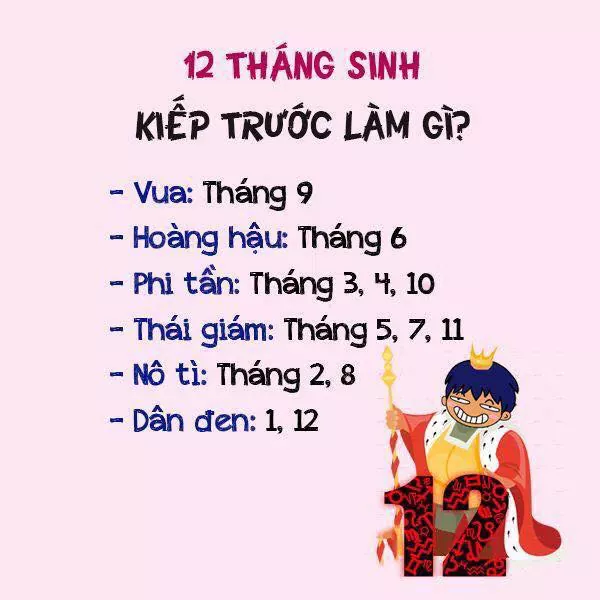 12 THÁNG SINH
KIẾP TRƯỚC LÀM GÌ?
- Vua: Tháng 9
- Hoàng hậu: Tháng 6
- Phi tần: Tháng 3, 4, 10
- Thái giám: Tháng 5, 7, 11
- Nô tì: Tháng 2, 8
- Dân đen: 1, 12
12